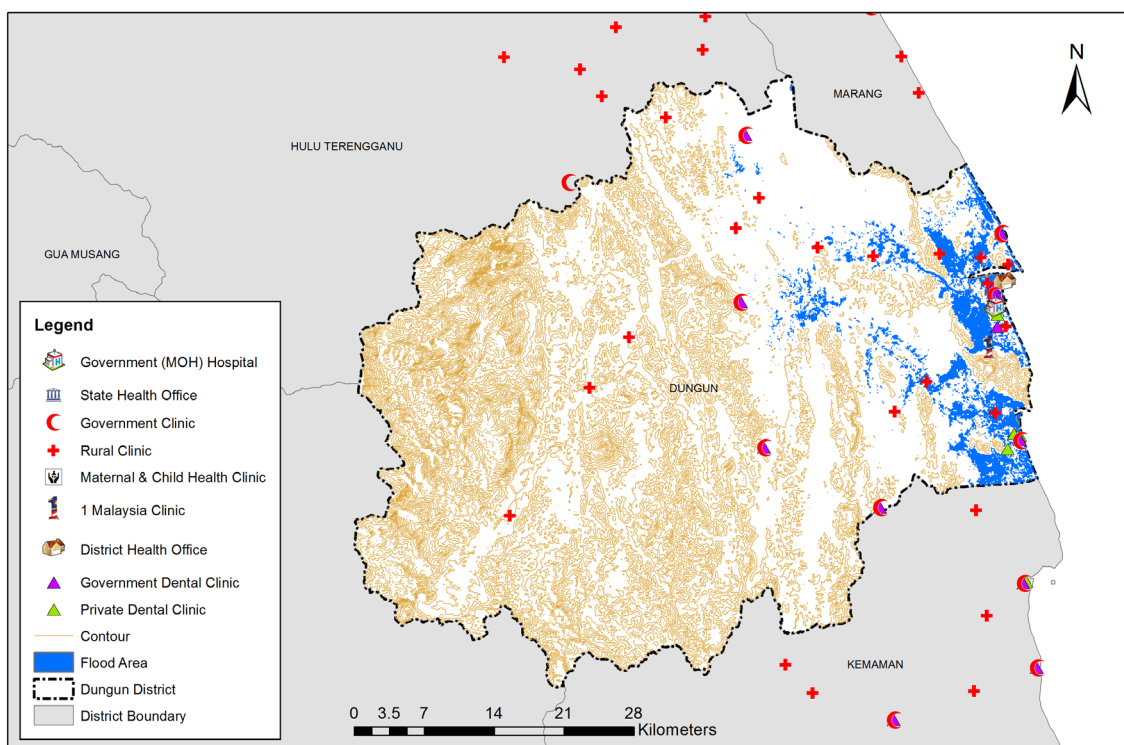 N
MARANG
HULU TERENGGANU
GUA MUSANG
DUNGUN
KEMAMAN
Legend
Government (MOH) Hospital
State Health Office
Government Clinic
Rural Clinic
Maternal & Child Health Clinic
1 Malaysia Clinic
District Health Office
Government Dental Clinic
Private Dental Clinic
Contour
Flood Area
Dungun District
District Boundary
0 3.5 7 14 21 28
Kilometers